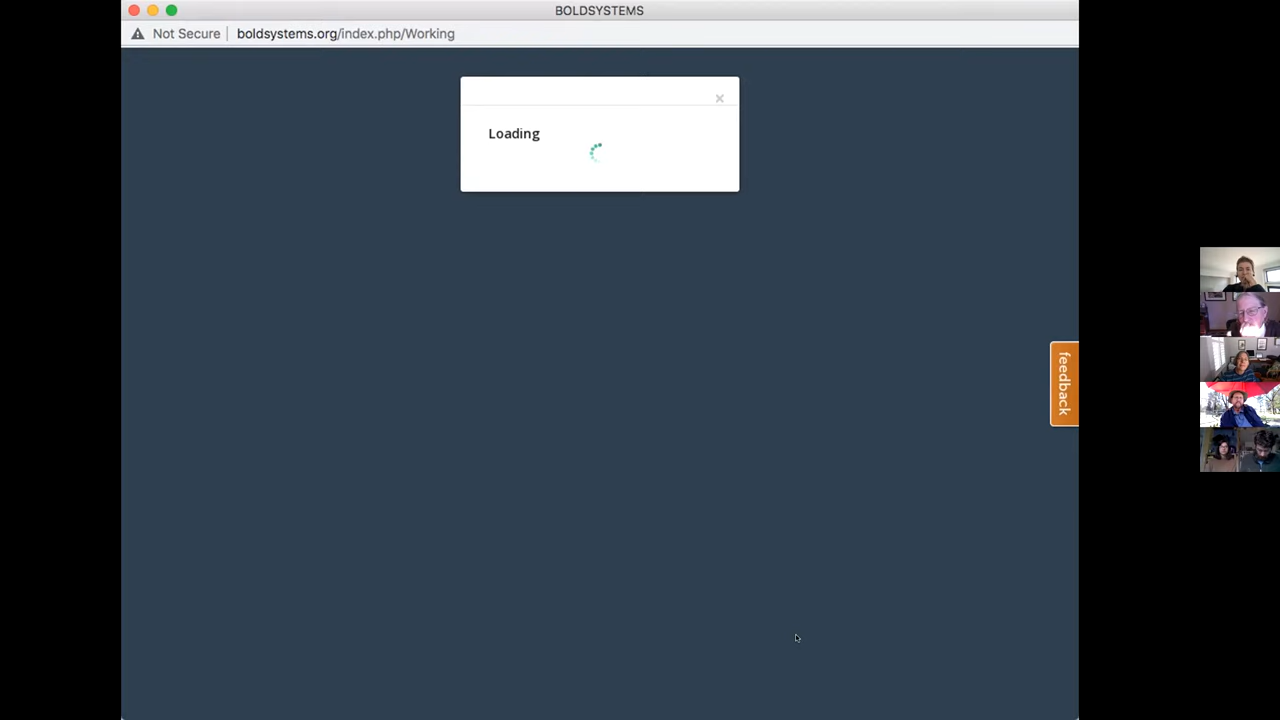 BOLDSYSTEMS
Not Secure | boldsystems.org/index.php/Working
×
Loading
feedback